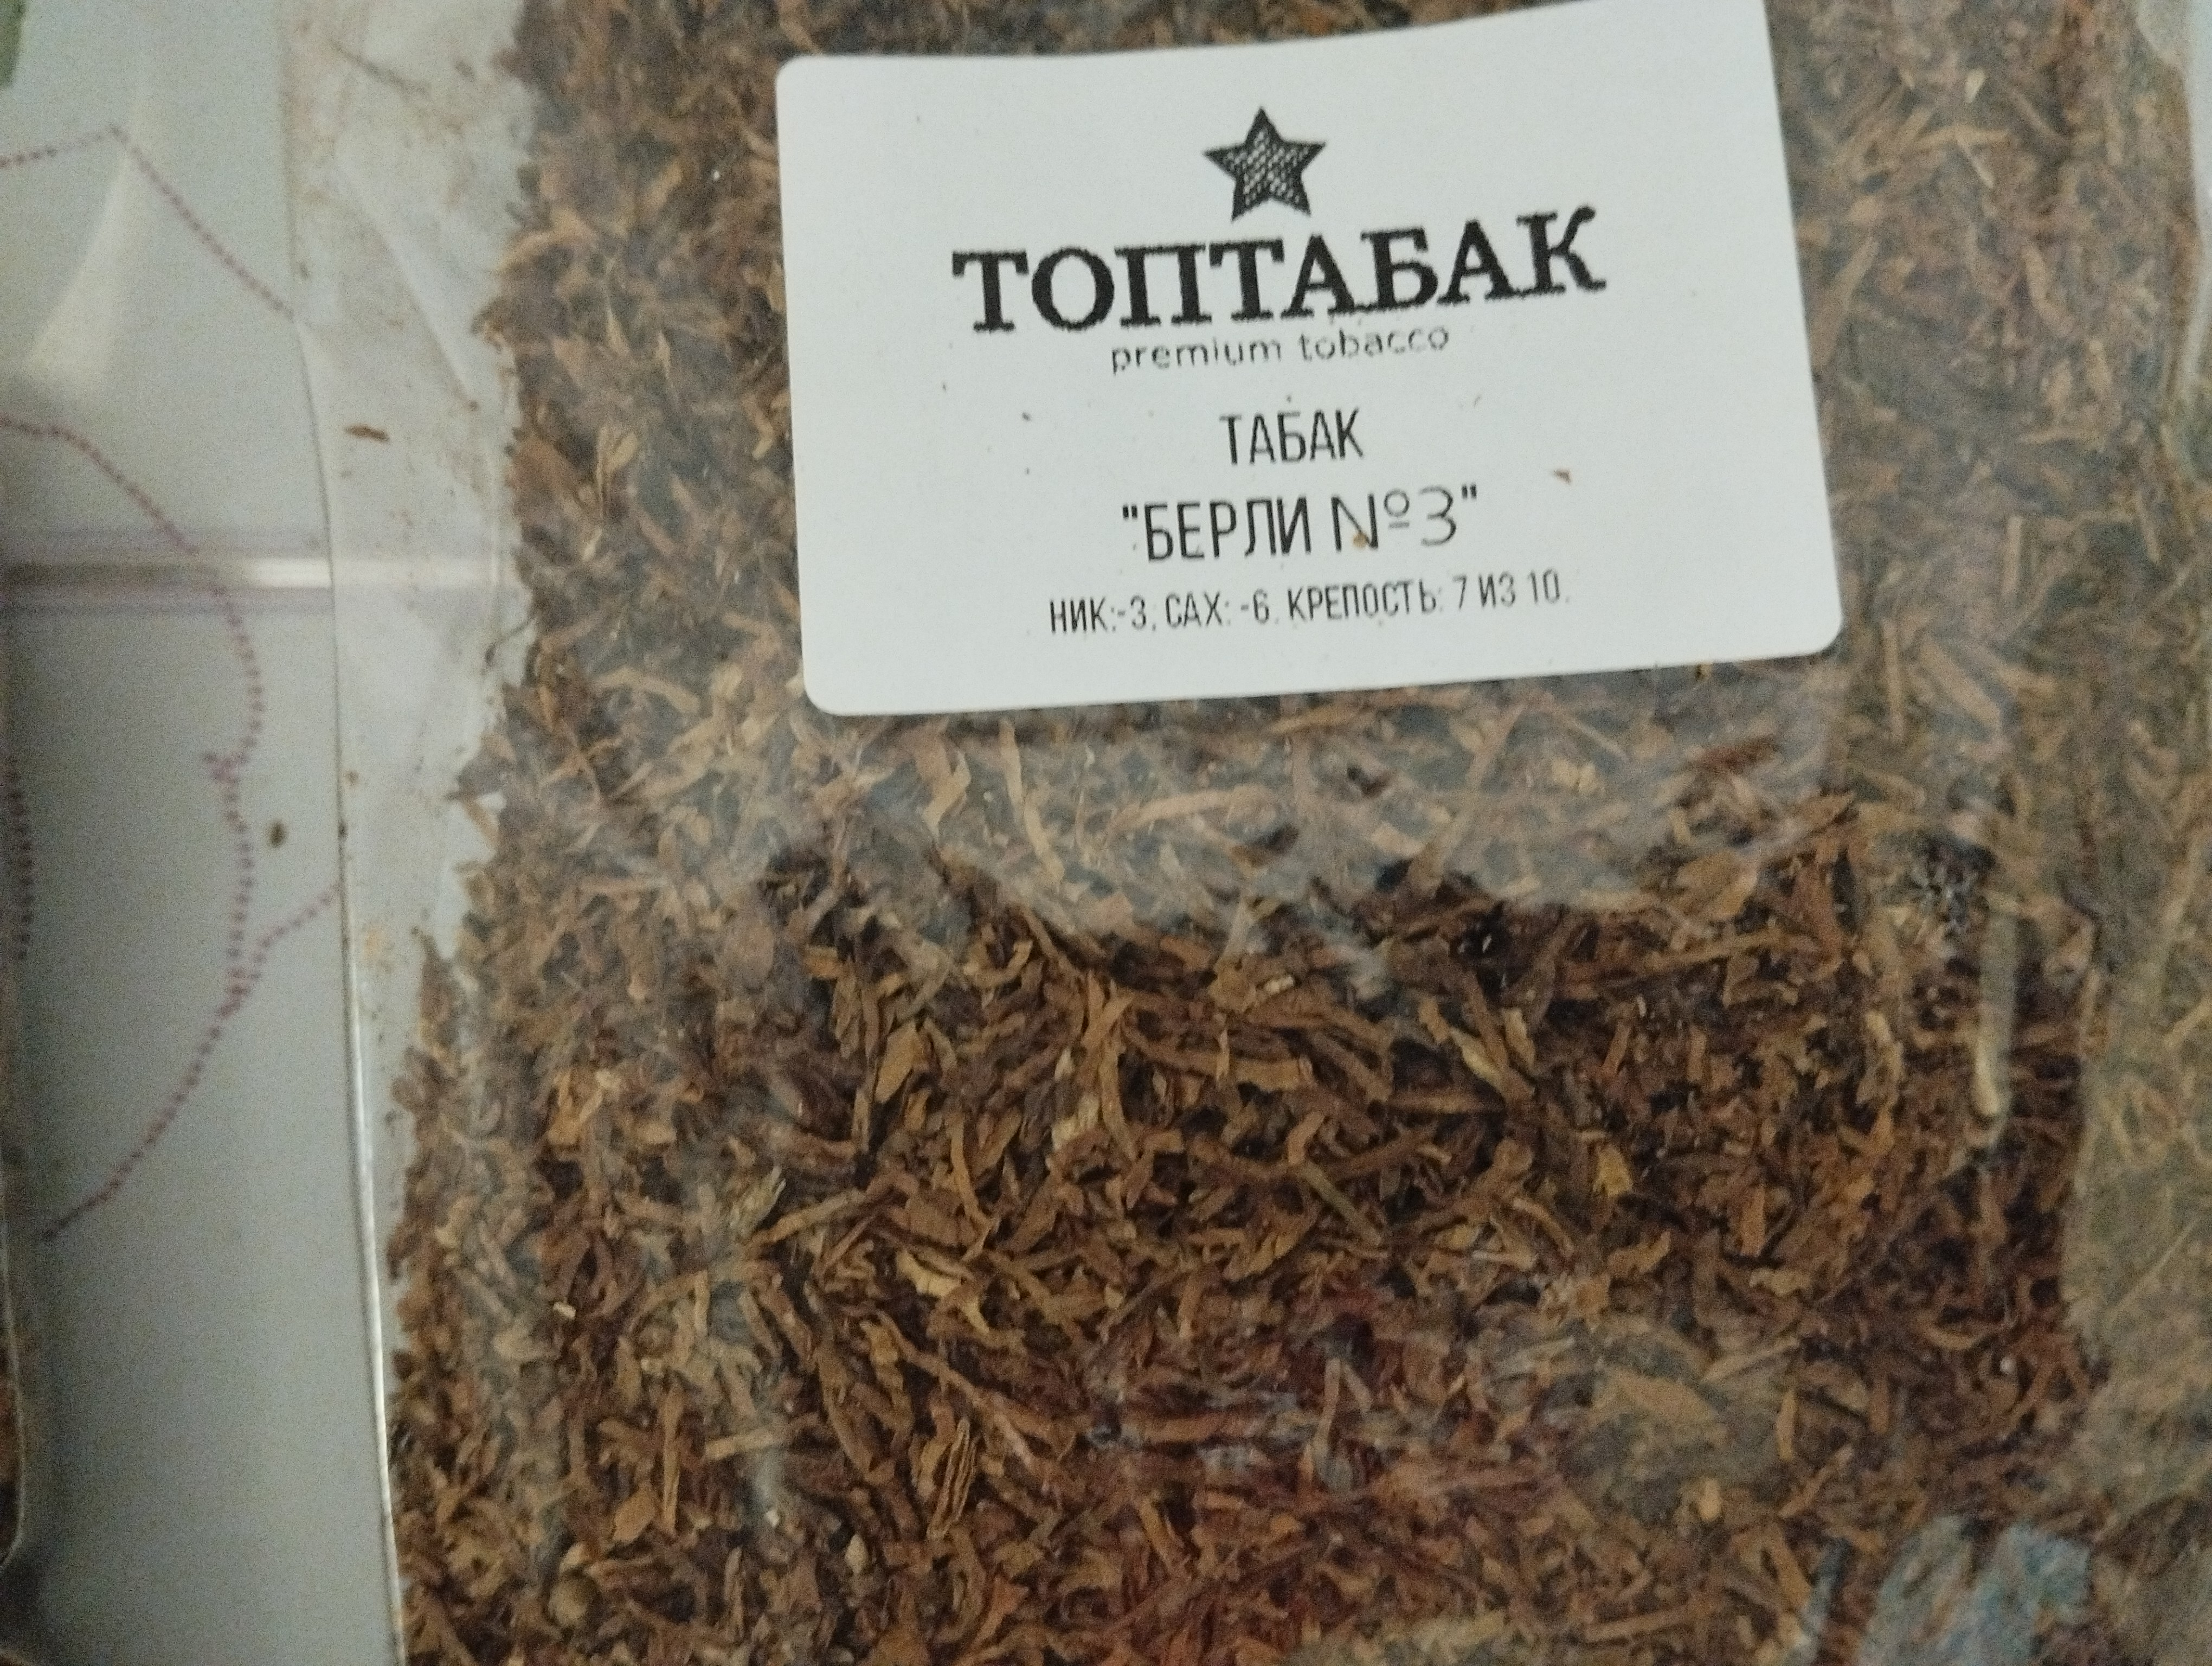 ТОПТАБАК
premium tobacco
ТАБАК
"БЕРЛИ №3"
НИК:-3. САХ: -6. КРЕПОСТЬ: 7 ИЗ 10.